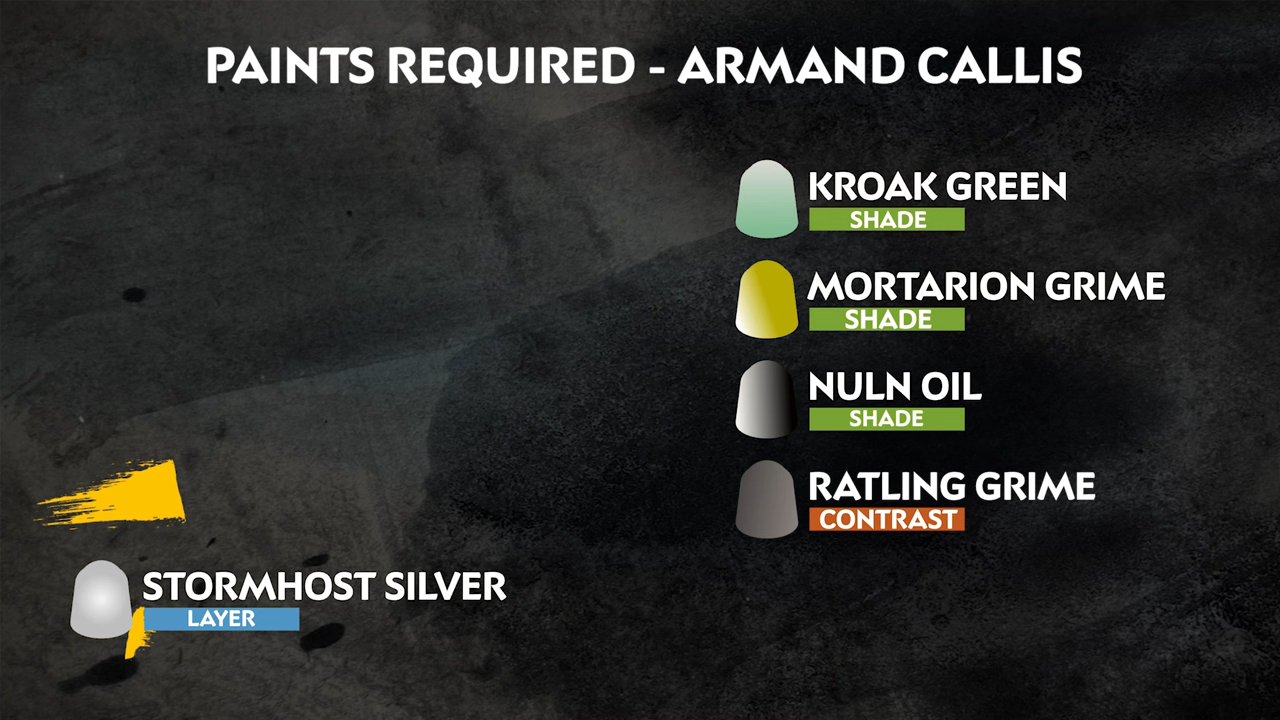 PAINTS REQUIRED - ARMAND CALLIS
KROAK GREEN
SHADE
MORTARION GRIME
SHADE
NULN OIL
SHADE
RATLING GRIME
CONTRAST
STORMHOST SILVER
LAYER